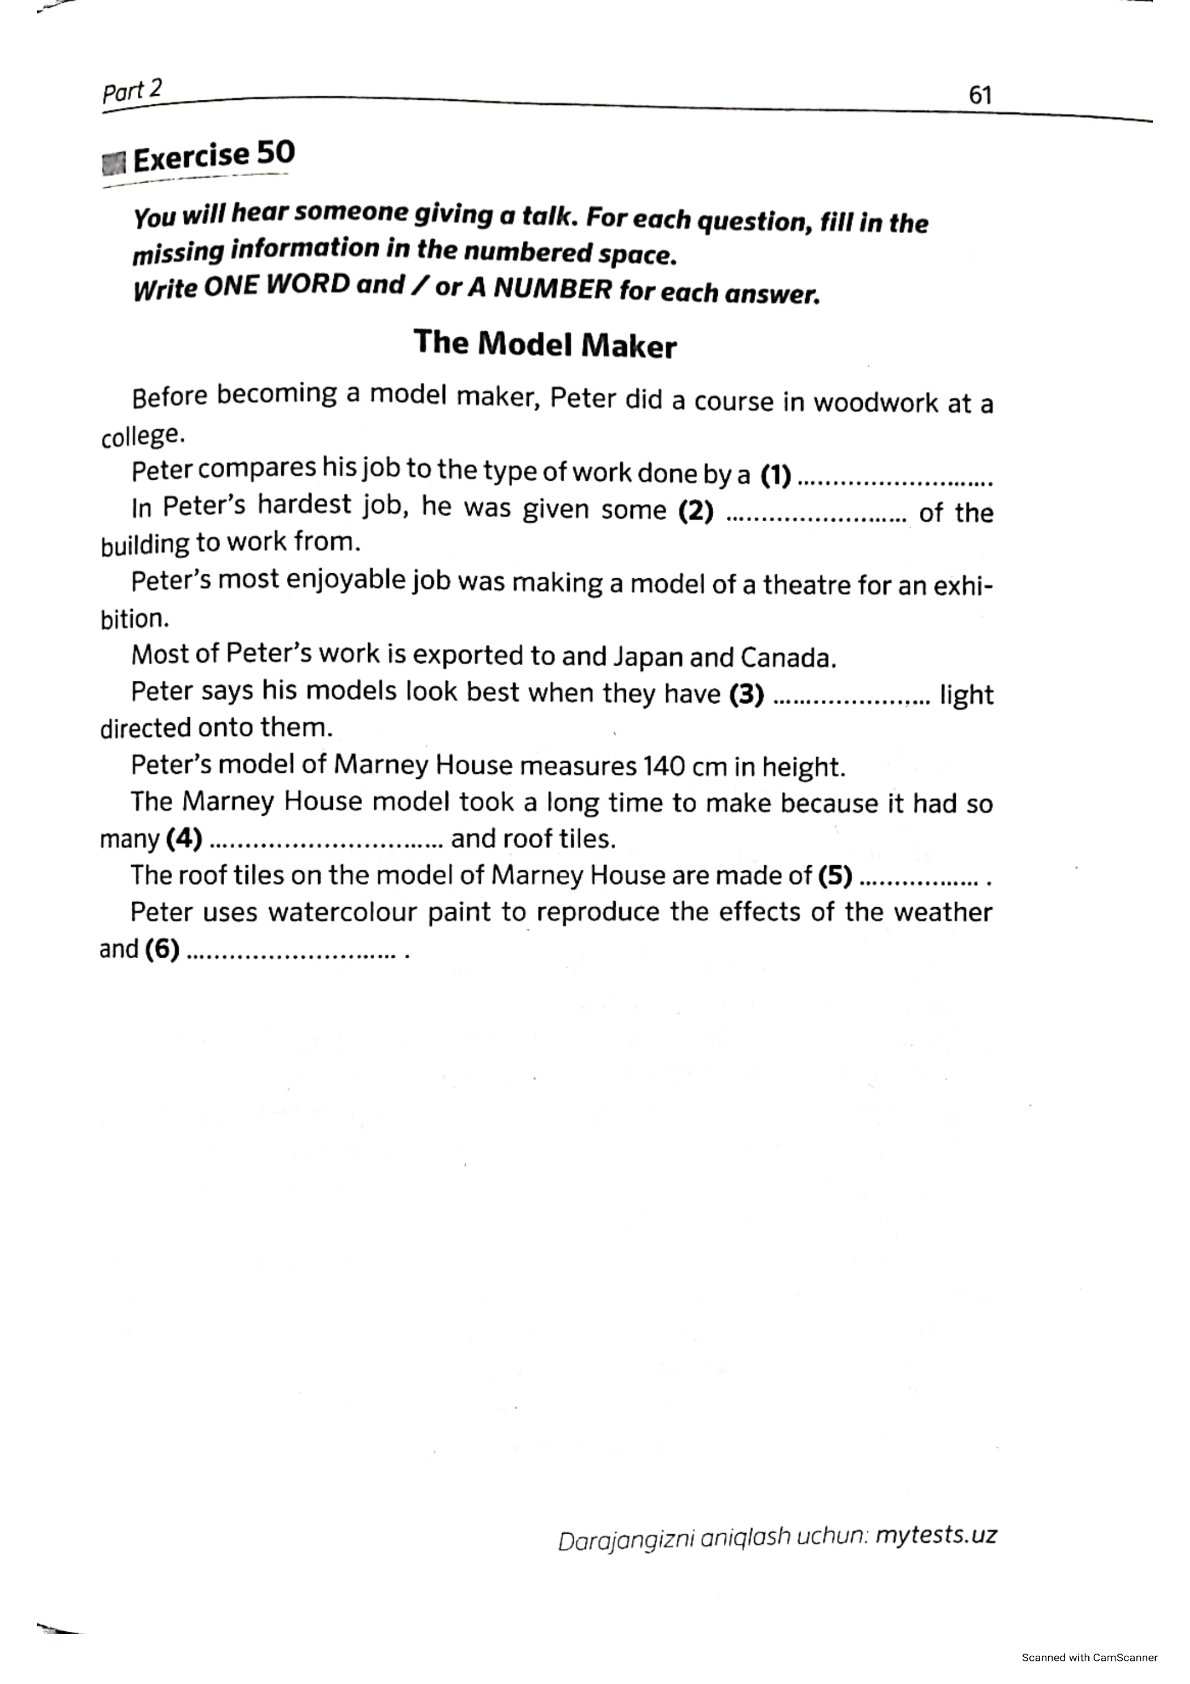 Part 2
61
Exercise 50
You will hear someone giving a talk. For each question, fill in the
missing information in the numbered space.
Write ONE WORD and / or A NUMBER for each answer.
The Model Maker
Before becoming a model maker, Peter did a course in woodwork at a
college.
Peter compares his job to the type of work done by a (1) ............................
In Peter's hardest job, he was given some (2) .......................... of the
building to work from.
Peter's most enjoyable job was making a model of a theatre for an exhi-
bition.
Most of Peter's work is exported to and Japan and Canada.
Peter says his models look best when they have (3) ...................... light
directed onto them.
Peter's model of Marney House measures 140 cm in height.
The Marney House model took a long time to make because it had so
many (4) ................................. and roof tiles.
The roof tiles on the model of Marney House are made of (5) ................. .
Peter uses watercolour paint to reproduce the effects of the weather
and (6) .............................. .
Darajangizni aniqlash uchun: mytests.uz
Scanned with CamScanner